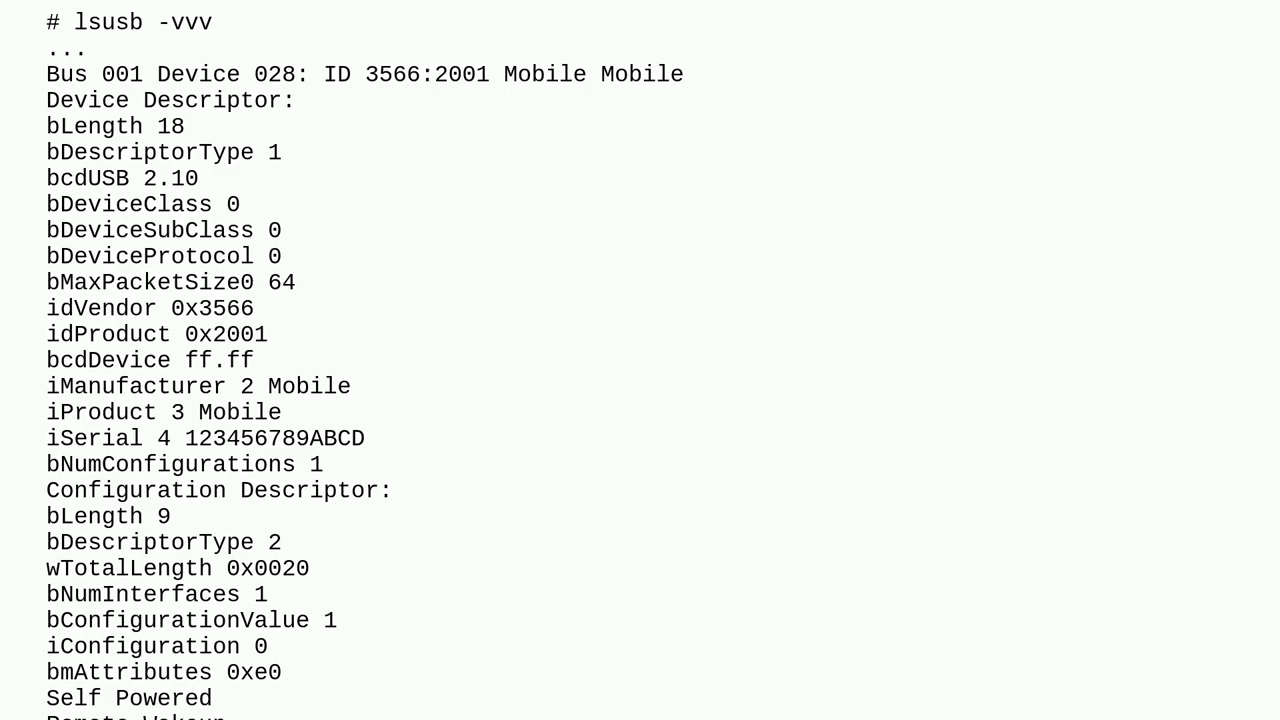 # lsusb -vvv
...
Bus 001 Device 028: ID 3566:2001 Mobile Mobile
Device Descriptor:
bLength 18
bDescriptorType 1
bcdUSB 2.10
bDeviceClass 0
bDeviceSubClass 0
bDeviceProtocol 0
bMaxPacketSize0 64
idVendor 0x3566
idProduct 0x2001
bcdDevice ff.ff
iManufacturer 2 Mobile
iProduct 3 Mobile
iSerial 4 123456789ABCD
bNumConfigurations 1
Configuration Descriptor:
bLength 9
bDescriptorType 2
wTotalLength 0x0020
bNumInterfaces 1
bConfigurationValue 1
iConfiguration 0
bmAttributes 0xe0
Self Powered
Remote Wakeup